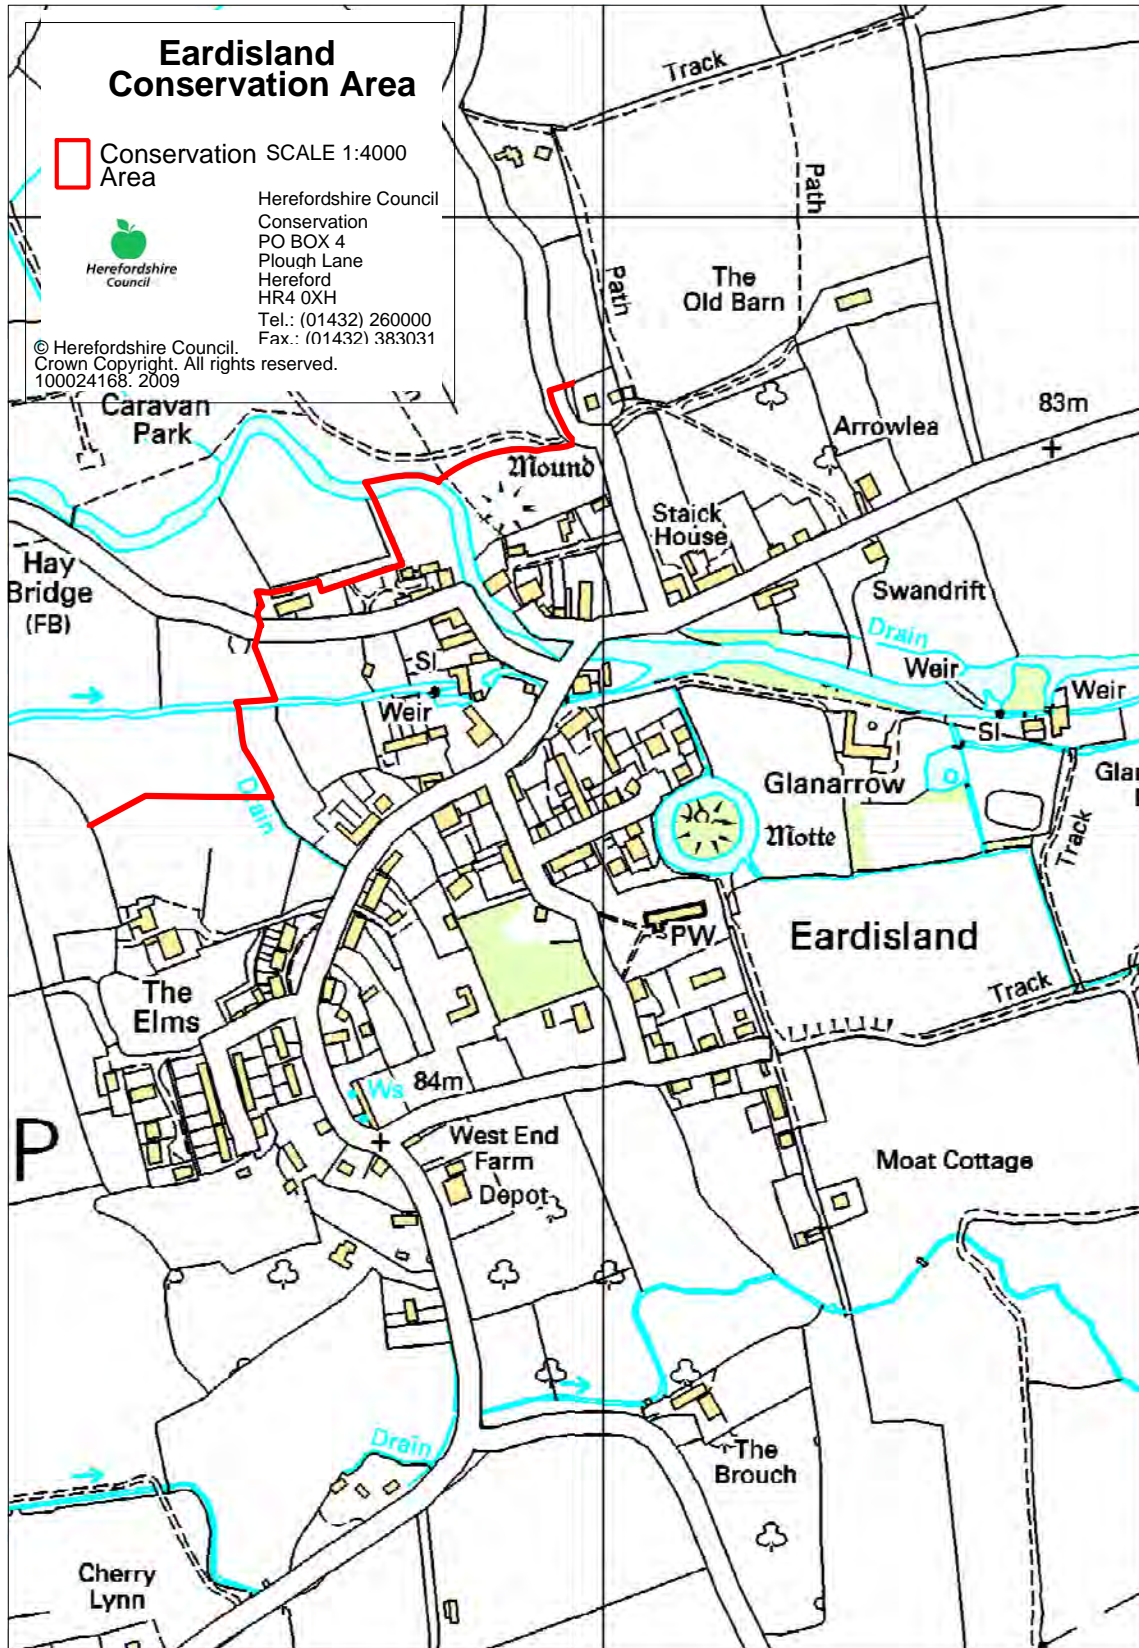 Eardisland
Conservation Area
Conservation
Area
SCALE 1:4000
Herefordshire
Council
Herefordshire Council
Conservation
PO BOX 4
Plough Lane
Hereford
HR4 0XH
Tel.: (01432) 260000
Fax.: (01432) 383031
© Herefordshire Council.
Crown Copyright. All rights reserved.
100024168. 2009
Track
Path
Path
The
Old Barn
Caravan
Park
83m
Arrowlea
Mound
Staick
House
Hay
Bridge
(FB)
Swandrift
Drain
Weir
Weir
SI
SI
Weir
Glanarrow
Drain
Motte
Track
PW
Eardisland
Track
The
Elms
Ws
84m
P
West End
Farm
Depot
Moat Cottage
Drain
The
Brouch
Cherry
Lynn